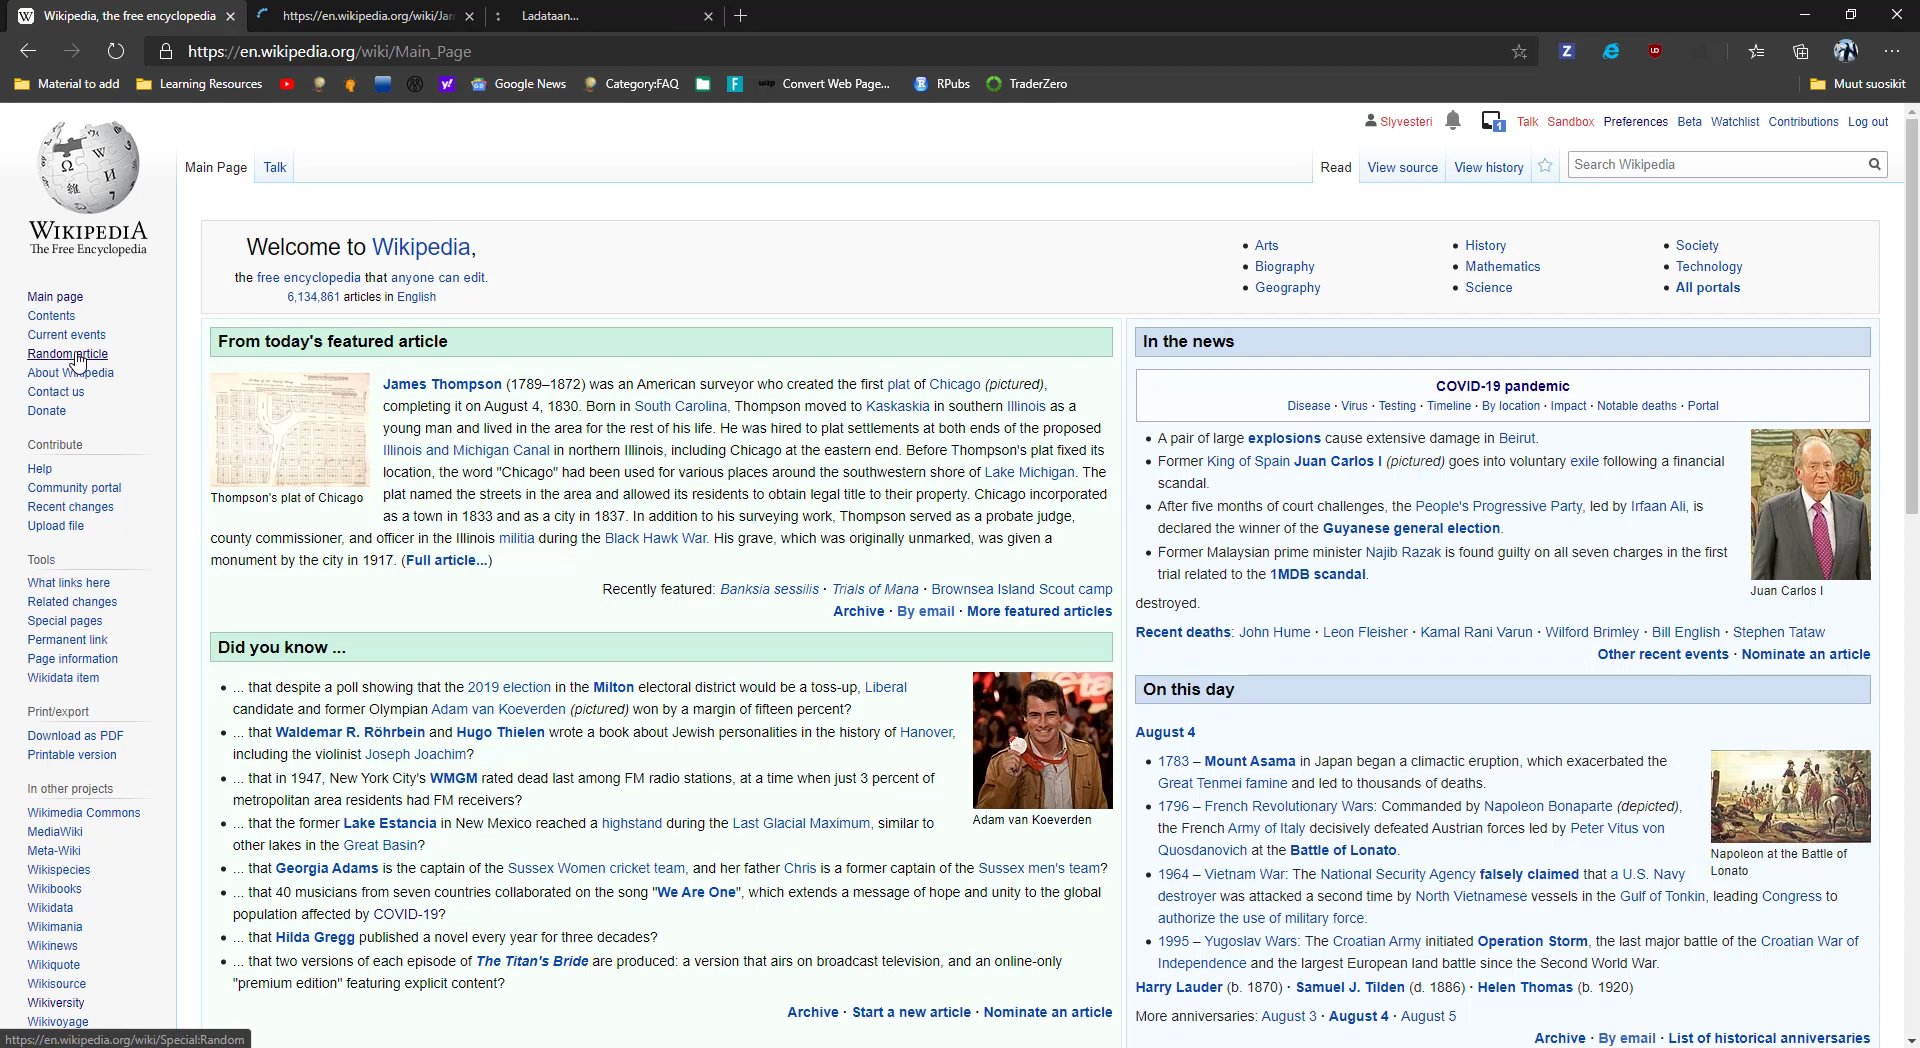 Wikipedia, the free encyclopedia
https://en.wikipedia.org/wiki/Jar
Ladataan...
https://en.wikipedia.org/wiki/Main_Page
Material to add
Learning Resources
Google News
Category:FAQ
Convert Web Page...
RPubs
TraderZero
Muut suosikit
WIKIPEDIA
The Free Encyclopedia
Slyvesteri
1
Talk
Sandbox
Preferences
Beta
Watchlist
Contributions
Log out
Main Page
Talk
Read
View source
View history
Search Wikipedia
Main page
Contents
Current events
Random article
About Wikipedia
Contact us
Donate
Contribute
Help
Community portal
Recent changes
Upload file
Tools
What links here
Related changes
Special pages
Permanent link
Page information
Wikidata item
Print/export
Download as PDF
Printable version
In other projects
Wikimedia Commons
MediaWiki
Meta-Wiki
Wikispecies
Wikibooks
Wikidata
Wikimania
Wikinews
Wikiquote
Wikisource
Wikiversity
Wikivoyage
https://en.wikipedia.org/wiki/Special:Random
Welcome to Wikipedia,
the free encyclopedia that anyone can edit.
6,134,861 articles in English
• Arts
• Biography
• Geography
• History
• Mathematics
• Science
• Society
• Technology
• All portals
From today's featured article
Thompson's plat of Chicago
James Thompson (1789–1872) was an American surveyor who created the first plat of Chicago (pictured),
completing it on August 4, 1830. Born in South Carolina, Thompson moved to Kaskaskia in southern Illinois as a
young man and lived in the area for the rest of his life. He was hired to plat settlements at both ends of the proposed
Illinois and Michigan Canal in northern Illinois, including Chicago at the eastern end. Before Thompson's plat fixed its
location, the word "Chicago" had been used for various places around the southwestern shore of Lake Michigan. The
plat named the streets in the area and allowed its residents to obtain legal title to their property. Chicago incorporated
as a town in 1833 and as a city in 1837. In addition to his surveying work, Thompson served as a probate judge,
county commissioner, and officer in the Illinois militia during the Black Hawk War. His grave, which was originally unmarked, was given a
monument by the city in 1917. (Full article...)
Recently featured: Banksia sessilis · Trials of Mana · Brownsea Island Scout camp
Archive · By email · More featured articles
Did you know ...
• ... that despite a poll showing that the 2019 election in the Milton electoral district would be a toss-up, Liberal
candidate and former Olympian Adam van Koeverden (pictured) won by a margin of fifteen percent?
• ... that Waldemar R. Röhrbein and Hugo Thielen wrote a book about Jewish personalities in the history of Hanover,
including the violinist Joseph Joachim?
• ... that in 1947, New York City's WMGM rated dead last among FM radio stations, at a time when just 3 percent of
metropolitan area residents had FM receivers?
• ... that the former Lake Estancia in New Mexico reached a highstand during the Last Glacial Maximum, similar to
other lakes in the Great Basin?
• ... that Georgia Adams is the captain of the Sussex Women cricket team, and her father Chris is a former captain of the Sussex men's team?
• ... that 40 musicians from seven countries collaborated on the song "We Are One", which extends a message of hope and unity to the global
population affected by COVID-19?
• ... that Hilda Gregg published a novel every year for three decades?
• ... that two versions of each episode of The Titan's Bride are produced: a version that airs on broadcast television, and an online-only
"premium edition" featuring explicit content?
Adam van Koeverden
Archive · Start a new article · Nominate an article
In the news
COVID-19 pandemic
Disease · Virus · Testing · Timeline · By location · Impact · Notable deaths · Portal
• A pair of large explosions cause extensive damage in Beirut.
• Former King of Spain Juan Carlos I (pictured) goes into voluntary exile following a financial
scandal.
• After five months of court challenges, the People's Progressive Party, led by Irfaan Ali, is
declared the winner of the Guyanese general election.
• Former Malaysian prime minister Najib Razak is found guilty on all seven charges in the first
trial related to the 1MDB scandal.
Juan Carlos I
destroyed.
Recent deaths: John Hume · Leon Fleisher · Kamal Rani Varun · Wilford Brimley · Bill English · Stephen Tataw
Other recent events · Nominate an article
On this day
August 4
• 1783 – Mount Asama in Japan began a climactic eruption, which exacerbated the
Great Tenmei famine and led to thousands of deaths.
• 1796 – French Revolutionary Wars: Commanded by Napoleon Bonaparte (depicted),
the French Army of Italy decisively defeated Austrian forces led by Peter Vitus von
Quosdanovich at the Battle of Lonato.
• 1964 – Vietnam War: The National Security Agency falsely claimed that a U.S. Navy
destroyer was attacked a second time by North Vietnamese vessels in the Gulf of Tonkin, leading Congress to
authorize the use of military force.
• 1995 – Yugoslav Wars: The Croatian Army initiated Operation Storm, the last major battle of the Croatian War of
Independence and the largest European land battle since the Second World War.
Napoleon at the Battle of
Lonato
Harry Lauder (b. 1870) · Samuel J. Tilden (d. 1886) · Helen Thomas (b. 1920)
More anniversaries: August 3 · August 4 · August 5
Archive · By email · List of historical anniversaries